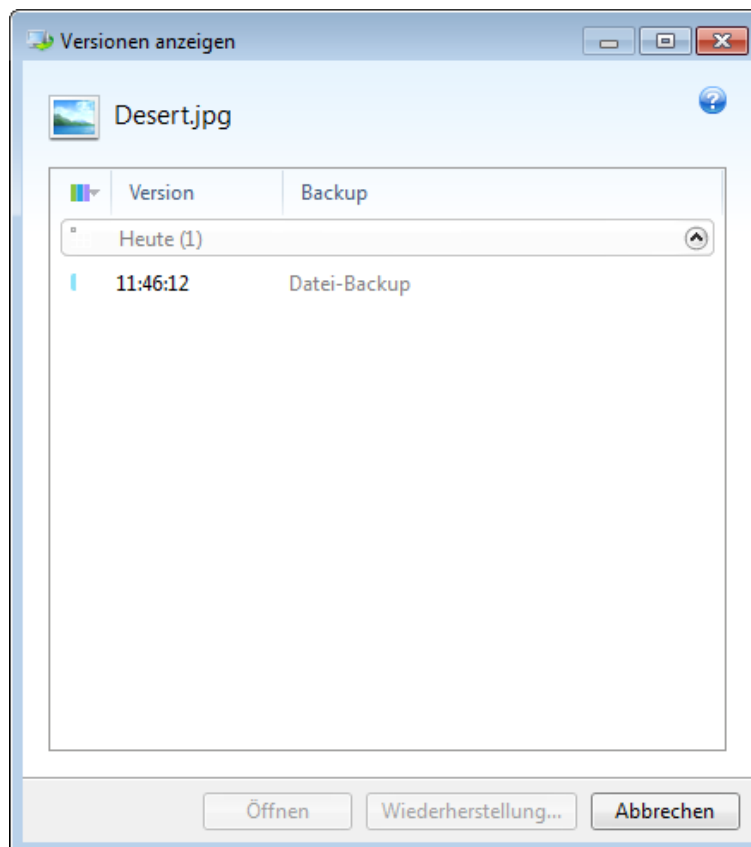 Versionen anzeigen
Desert.jpg
Version Backup
Heute (1)
11:46:12 Datei-Backup
Öffnen Wiederherstellung... Abbrechen